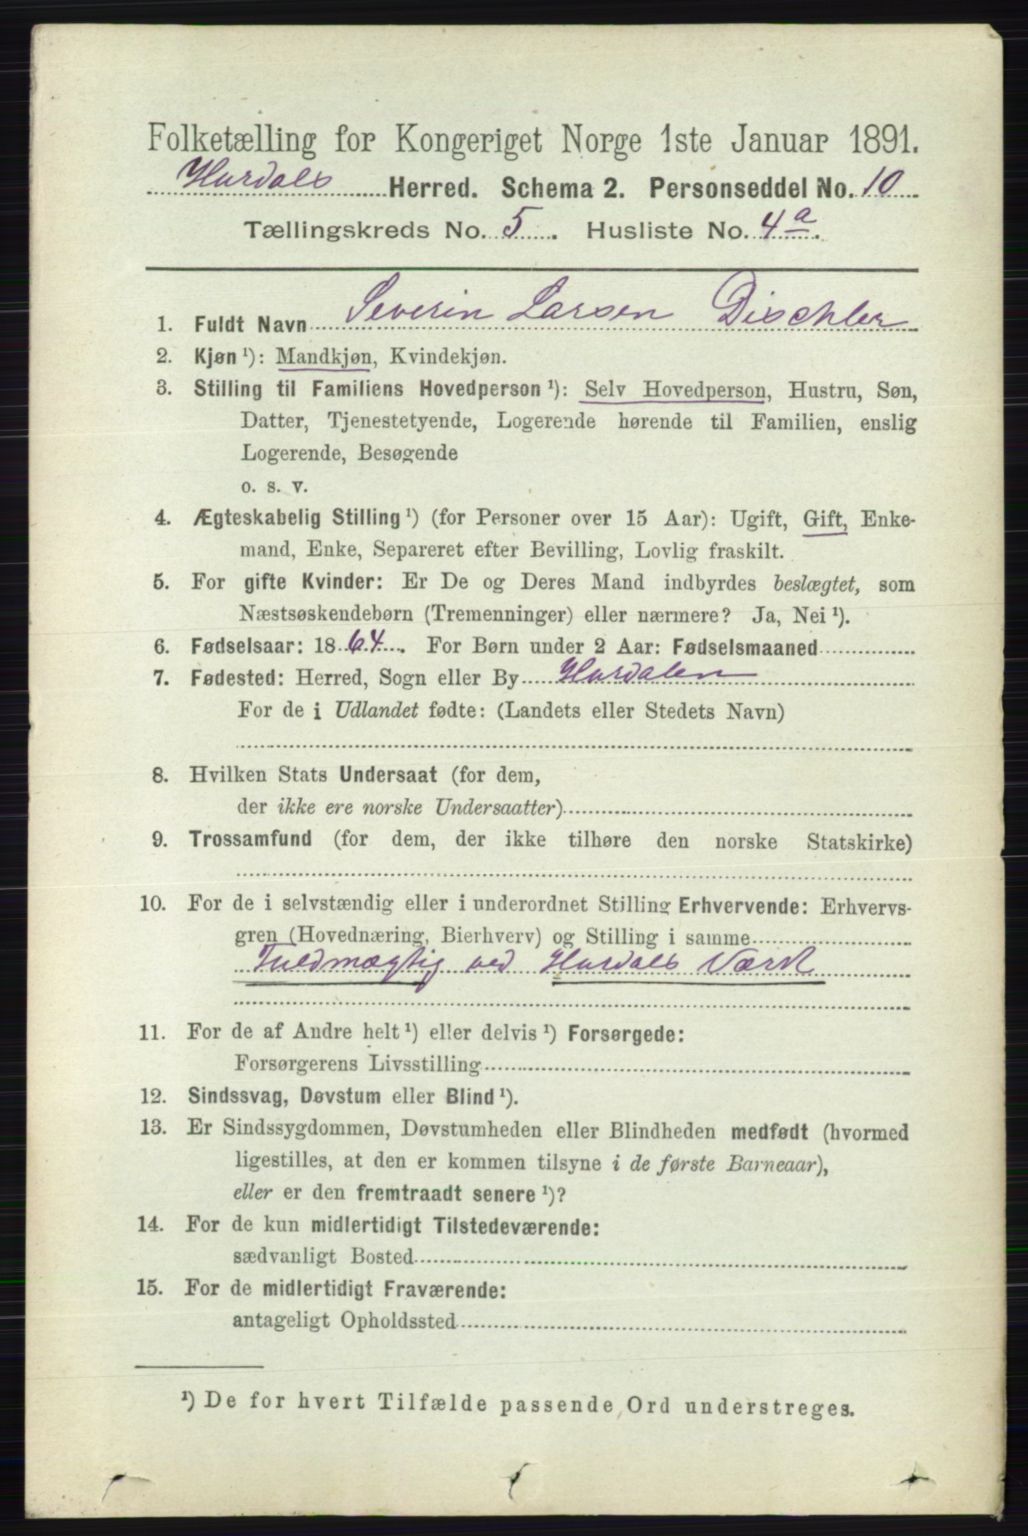 Folketælling for Kongeriget Norge 1ste Januar 1891.
Hurdals Herred. Schema 2. Personseddel No. 10
Tællingskreds No. 5. Husliste No. 4a.
1. Fuldt Navn Severin Larsen Dischler
2. Kjøn ¹): Mandkjøn, Kvindekjøn.
3. Stilling til Familiens Hovedperson ¹): Selv Hovedperson, Hustru, Søn,
Datter, Tjenestetyende, Logerende hørende til Familien, enslig
Logerende, Besøgende
o. s. v.
4. Ægteskabelig Stilling ¹) (for Personer over 15 Aar): Ugift, Gift, Enke-
mand, Enke, Separeret efter Bevilling, Lovlig fraskilt.
5. For gifte Kvinder: Er De og Deres Mand indbyrdes beslægtet, som
Næstsøskendebørn (Tremenninger) eller nærmere? Ja, Nei ¹).
6. Fødselsaar: 1864. For Børn under 2 Aar: Fødselsmaaned
7. Fødested: Herred, Sogn eller By Hurdalen
For de i Udlandet fødte: (Landets eller Stedets Navn)
8. Hvilken Stats Undersaat (for dem,
der ikke ere norske Undersaatter)
9. Trossamfund (for dem, der ikke tilhøre den norske Statskirke)
10. For de i selvstændig eller i underordnet Stilling Erhvervende: Erhvervs-
gren (Hovednæring, Bierhverv) og Stilling i samme
Fuldmægtig ved Hurdals Værk
11. For de af Andre helt ¹) eller delvis ¹) Forsørgede:
Forsørgerens Livsstilling
12. Sindssvag, Døvstum eller Blind ¹).
13. Er Sindssygdommen, Døvstumheden eller Blindheden medfødt (hvormed
ligestilles, at den er kommen tilsyne i de første Barneaar),
eller er den fremtraadt senere ¹)?
14. For de kun midlertidigt Tilstedeværende:
sædvanligt Bosted
15. For de midlertidigt Fraværende:
antageligt Opholdssted
¹) De for hvert Tilfælde passende Ord understreges.